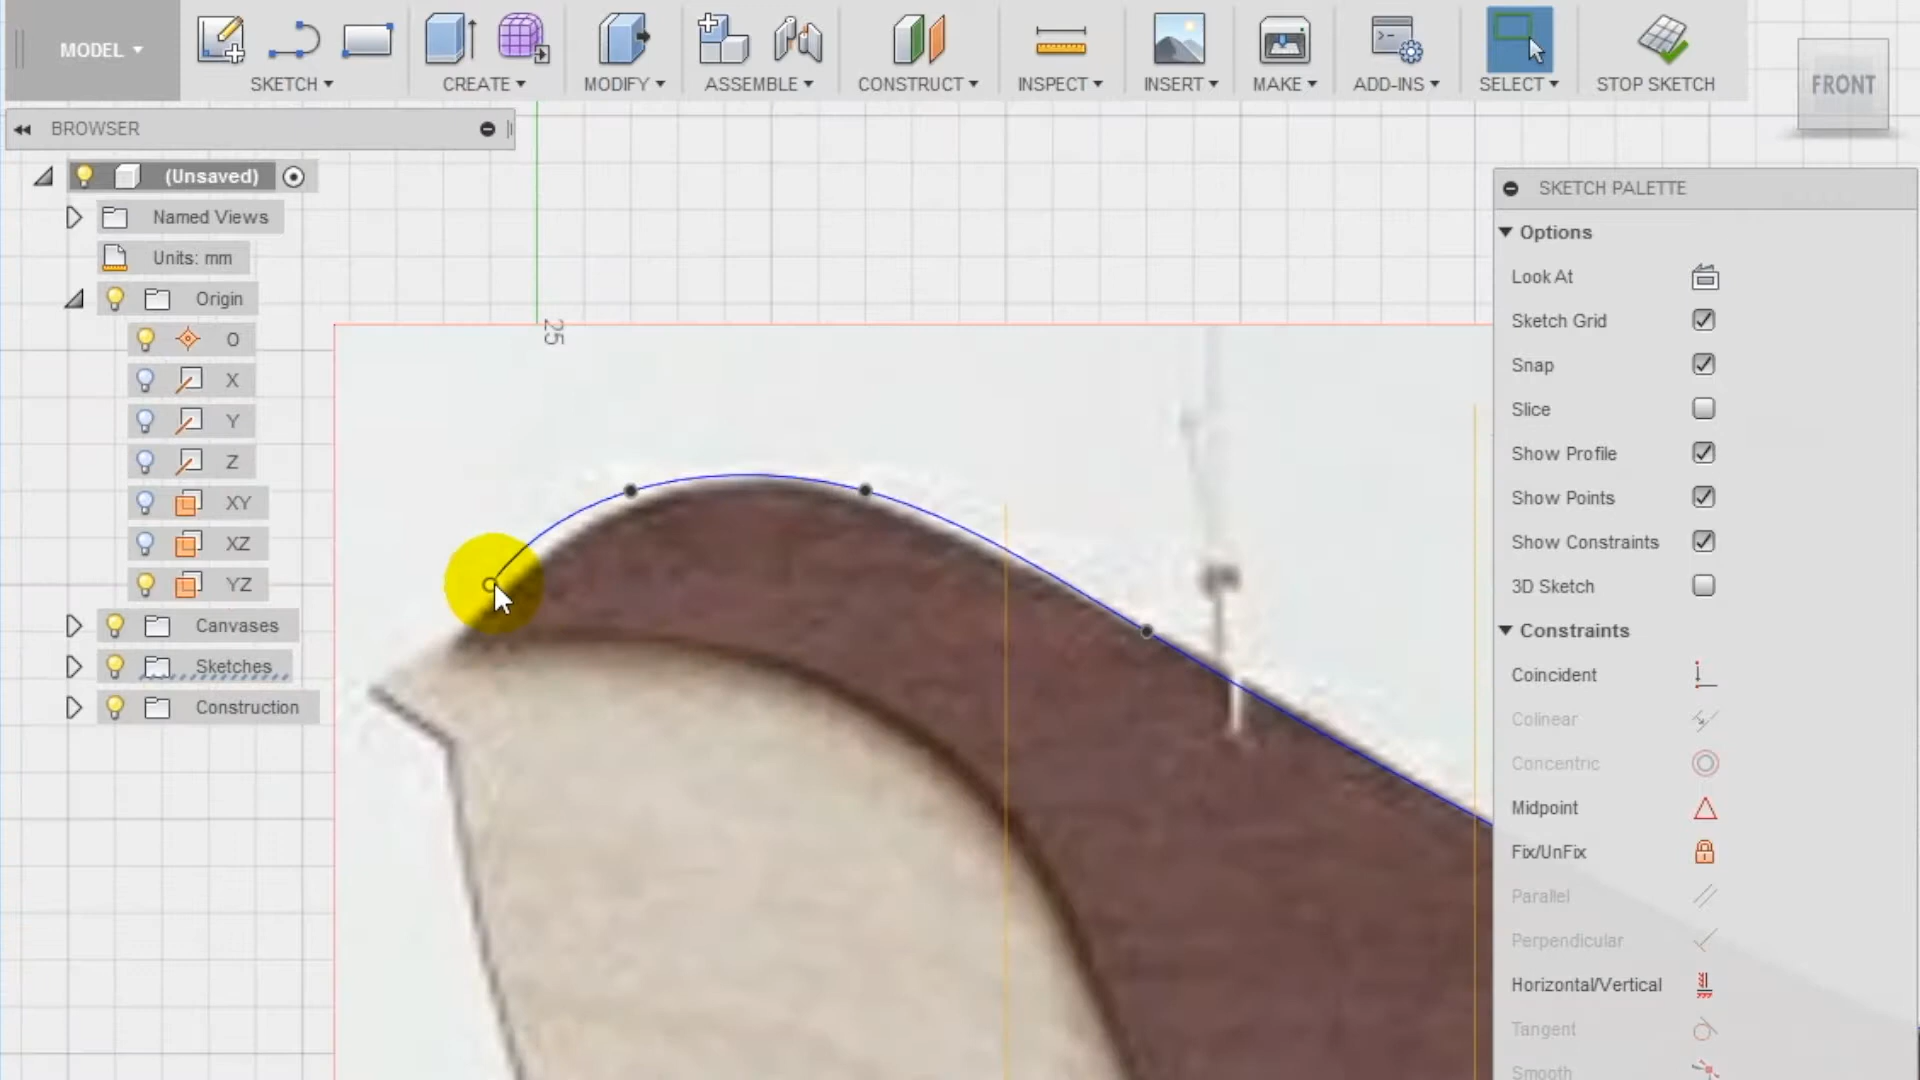 MODEL
SKETCH
CREATE
MODIFY
ASSEMBLE
CONSTRUCT
INSPECT
INSERT
MAKE
ADD-INS
SELECT
STOP SKETCH
FRONT
BROWSER
(Unsaved)
Named Views
Units: mm
Origin
O
X
Y
Z
XY
XZ
YZ
Canvases
Sketches
Construction
25
SKETCH PALETTE
Options
Look At
Sketch Grid
Snap
Slice
Show Profile
Show Points
Show Constraints
3D Sketch
Constraints
Coincident
Colinear
Concentric
Midpoint
Fix/UnFix
Parallel
Perpendicular
Horizontal/Vertical
Tangent
Smooth